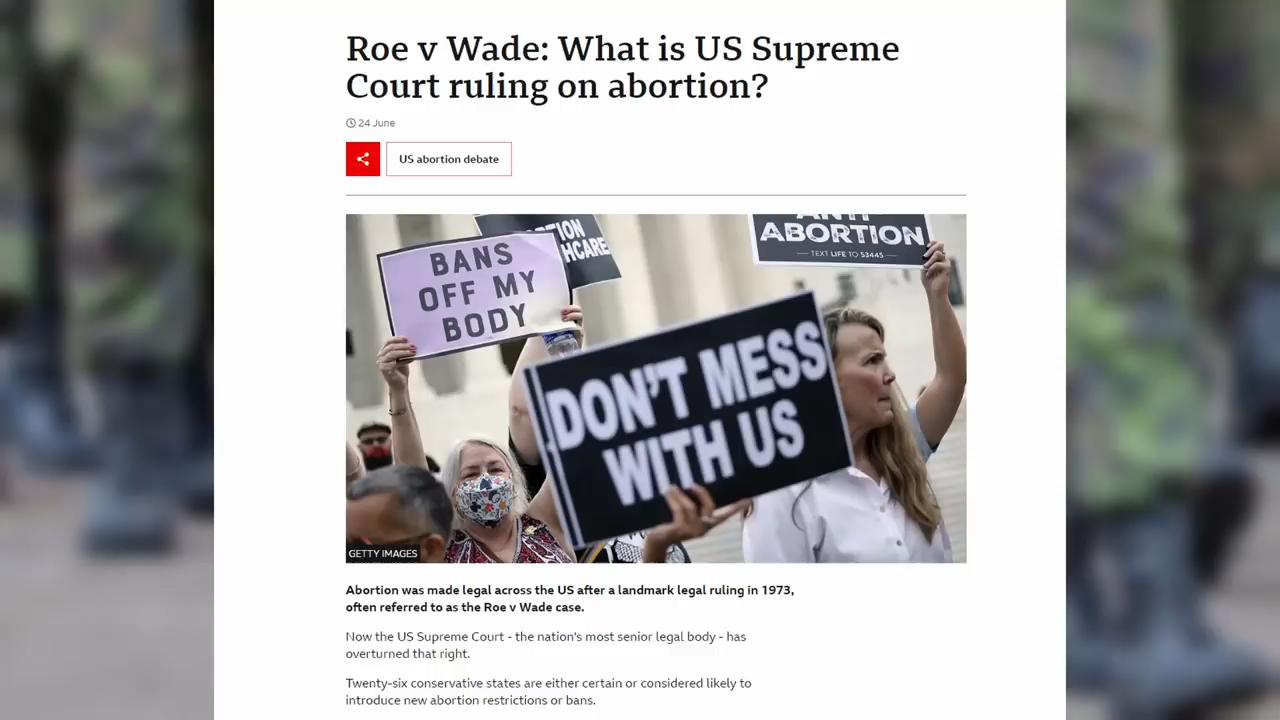 Roe v Wade: What is US Supreme
Court ruling on abortion?
24 June
US abortion debate
BANS
OFF MY
BODY
ABORTION
TEXT LIFE TO 53445
DON'T MESS
WITH US
GETTY IMAGES
Abortion was made legal across the US after a landmark legal ruling in 1973,
often referred to as the Roe v Wade case.
Now the US Supreme Court - the nation's most senior legal body - has
overturned that right.
Twenty-six conservative states are either certain or considered likely to
introduce new abortion restrictions or bans.